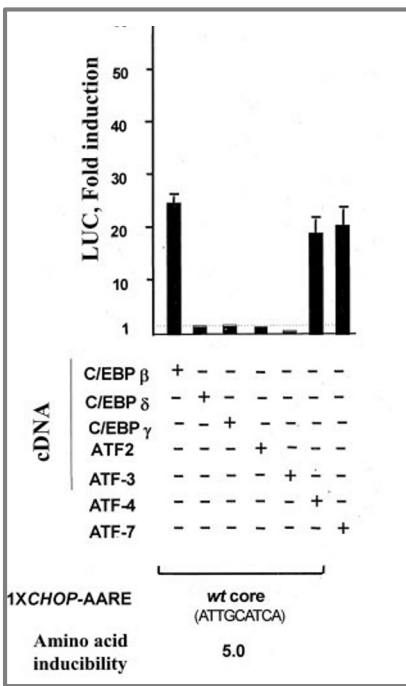 LUC, Fold induction
50
40
30
20
10
1
cDNA
C/EBP β + – – – – – –
C/EBP δ – + – – – – –
C/EBP γ – – + – – – –
ATF2 – – – + – – –
ATF-3 – – – – + – –
ATF-4 – – – – – + –
ATF-7 – – – – – – +
1XCHOP-AARE wt core
(ATTGCATCA)
Amino acid
inducibility 5.0